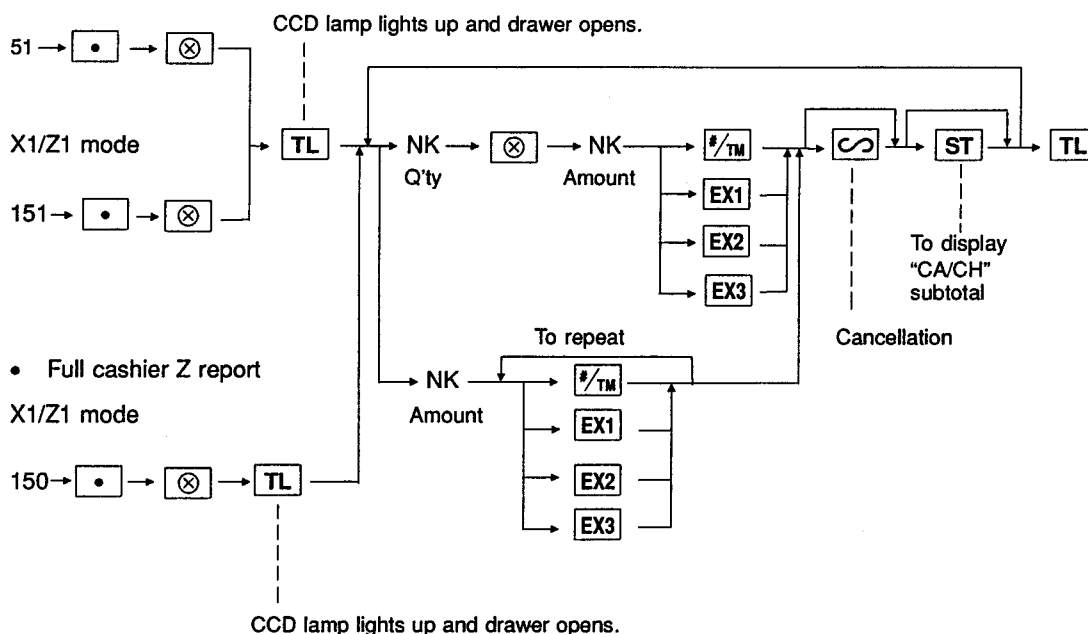 CCD lamp lights up and drawer opens.
51 • ⊗
X1/Z1 mode
TL NK ⊗ NK #/TM ∽ ST TL
Q'ty Amount
EX1
151 • ⊗
EX2
To display
"CA/CH"
subtotal
EX3
Cancellation
To repeat
• Full cashier Z report
NK #/TM
X1/Z1 mode
Amount
EX1
150 • ⊗ TL
EX2
EX3
CCD lamp lights up and drawer opens.